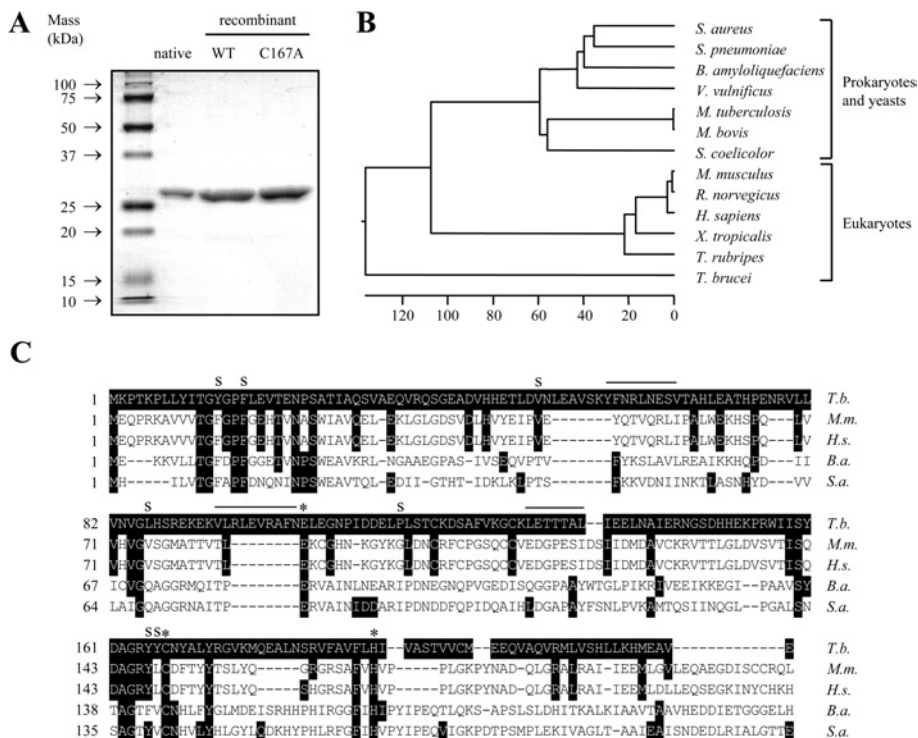 A
Mass
(kDa)
recombinant
native WT C167A
100 →
75 →
50 →
37 →
25 →
20 →
15 →
10 →
B
S. aureus
S. pneumoniae
B. amyloliquefaciens
V. vulnificus
M. tuberculosis
M. bovis
S. coelicolor
M. musculus
R. norvegicus
H. sapiens
X. tropicalis
T. rubripes
T. brucei
Prokaryotes
and yeasts
Eukaryotes
120 100 80 60 40 20 0
C
S S S
1 MKPTKPLLYITGYGPFLEVTENPSATIAQSVAEQVRQSGEADVHHETLDVNLEAVSKYFNRLNESVTAHLEATHPENRVLL T.b.
1 MEQPRKAVVVTGFGPFGEHTVNASWIAVQEL-EKLGLGDSVDLHVYEIPVE------YQTVQRLIPALWEKHSPQ--LV M.m.
1 MEQPRKAVVVTGFGPFGEHTVNASWIAVQEL-EKLGLGDSVDLHVYEIPVE------YQTVQRLIPALWEKHSPQ--LV H.s.
1 ME---KKVLLTGFDPFGGETVNPSWEAVKRL-NGAAEGPAS-IVSEQVPTV------FYKSLAVLREAIKKHQPD--II B.a.
1 MH----ILVTGFAPFDNQNINPSWEAVTQL-EDII-GTHT-IDKLKLPTS------FKKVDNIINKTLASNHYD--VV S.a.
S * S
82 VNVGLHSREKEKVLRLEVRAFNELEGNPIDDELPLSTCKDSAFVKGCKLETTTAL--IEELNAIERNGSDHHEKPRWIISY T.b.
71 VHVGVSGMATTVTL--------EKCGHN-KGYKGLDNCRFCPGSQCCVEDGPESIDSIIDMDAVCKRVTTLGLDVSVTISQ M.m.
71 VHVGVSGMATTVTL--------EKCGHN-KGYKGLDNCRFCPGSQCCVEDGPESIDSIIDMDAVCKRVTTLGLDVSVTISQ H.s.
67 ICVGQAGGRMQITP--------ERVAINLNEARIPDNEGNQPVGEDISQGGPAAYWTGLPIKRIVEEIKKEGI-PAAVSY B.a.
64 LAIGQAGGRNAITP--------ERVAINIDDARIPDNDDFQPIDQAIHLDGAPAYFSNLPVKAMTQSIINQGL-PGALSN S.a.
SS* *
161 DAGRYYCNYALYRGVKMQEALNSRVFAVFLHI--VASTVVCM--EEQVAQVRMLVSHLLKHMEAV----------E T.b.
143 DAGRYLCDFTYYTSLYQ----GRGRSAFVHVP---PLGKPYNAD-QLGRALRAI-IEEMLGVLEQAEGDISCCRQL M.m.
143 DAGRYLCDFTYYTSLYQ----SHGRSAFVHVP---PLGKPYNAD-QLGRALRAI-IEEMLDLLEQSEGKINYCHKH H.s.
138 TAGTFVCNHLFYGLMDEISRHHPHIRGGFIHIPYIPEQTLQKS-APSLSLDHITKALKIAAVTAAVHEDDIETGGGELH B.a.
135 SAGTYVCNHVLYHLGYLQDKHYPHLRFGFIHVPYIPEQVIGKPDTPSMPLEKIVAGLT-AAIEAISNDEDLRIALGTTE S.a.